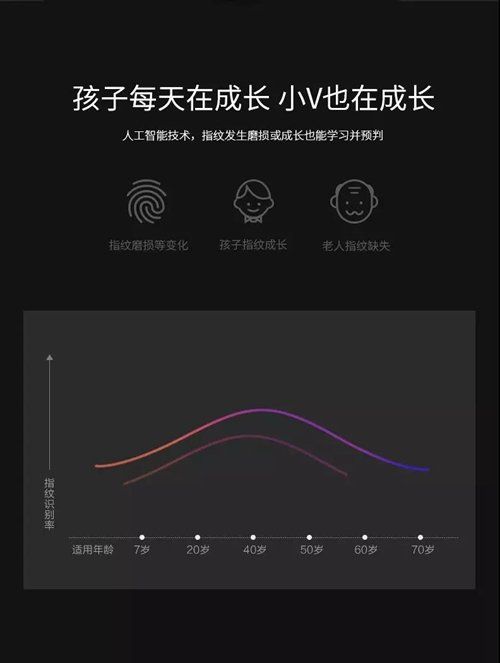 孩子每天在成长 小V也在成长
人工智能技术，指纹发生磨损或成长也能学习并预判
指纹磨损等变化
孩子指纹成长
老人指纹缺失
指纹识别率
适用年龄
7岁
20岁
40岁
50岁
60岁
70岁